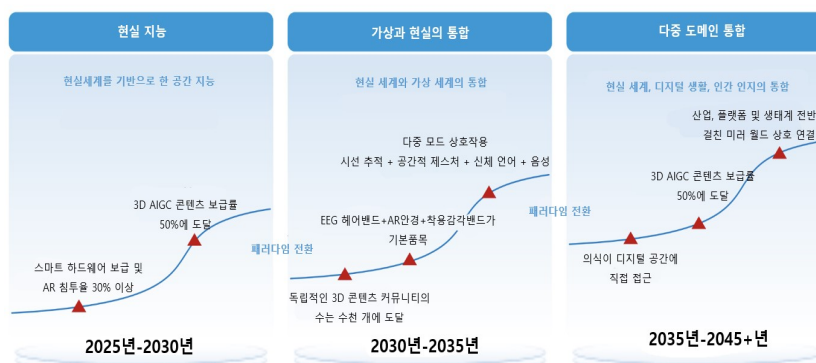 현실 지능
현실세계를 기반으로 한 공간 지능
3D AIGC 콘텐츠 보급률
50%에 도달
스마트 하드웨어 보급 및
AR 침투율 30% 이상
2025년-2030년
패러다임 전환
가상과 현실의 통합
현실 세계와 가상 세계의 통합
다중 모드 상호작용
시선 추적 + 공간적 제스처 + 신체 언어 + 음성
EEG 헤어밴드+AR안경+착용감각밴드가
기본품목
독립적인 3D 콘텐츠 커뮤니티의
수는 수천 개에 도달
2030년-2035년
패러다임 전환
다중 도메인 통합
현실 세계, 디지털 생활, 인간 인지의 통합
산업, 플랫폼 및 생태계 전반
걸친 미러 월드 상호 연결
3D AIGC 콘텐츠 보급률
50%에 도달
의식이 디지털 공간에
직접 접근
2035년-2045+年